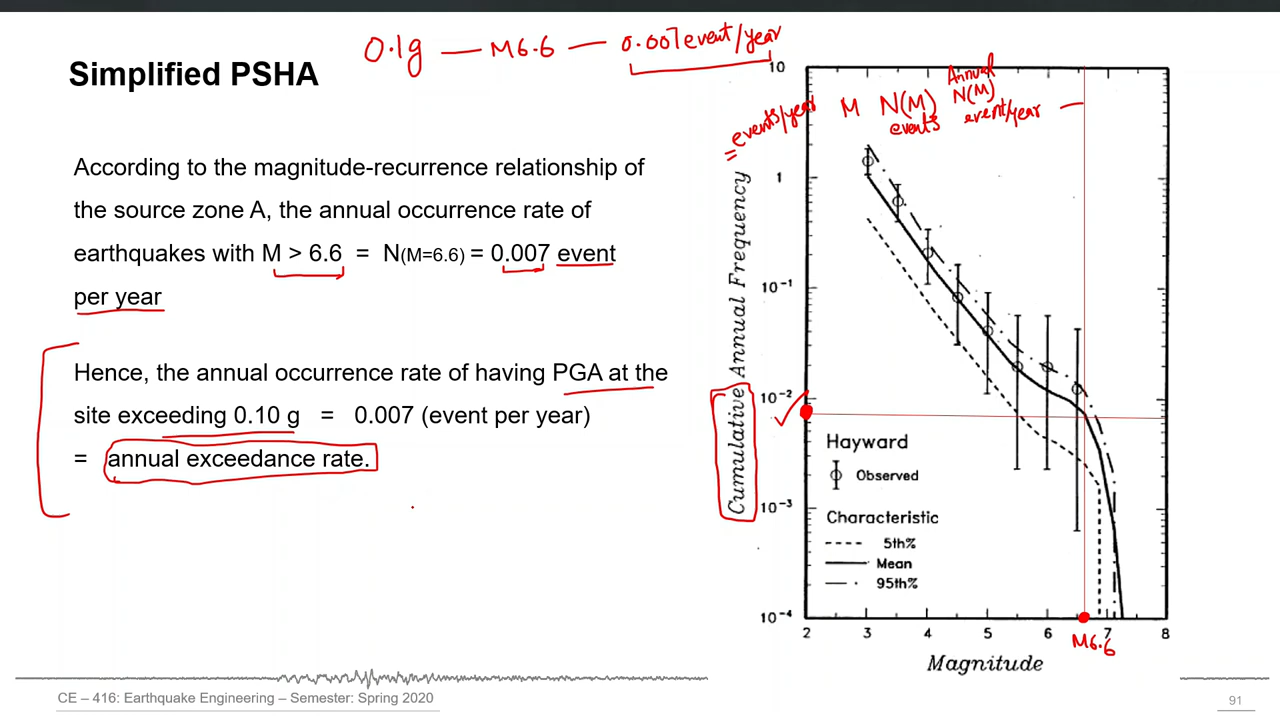 0.1g — M6.6 — 0.007 event/year
Simplified PSHA
According to the magnitude-recurrence relationship of
the source zone A, the annual occurrence rate of
earthquakes with M > 6.6 = N(M=6.6) = 0.007 event
per year
Hence, the annual occurrence rate of having PGA at the
site exceeding 0.10 g = 0.007 (event per year)
= annual exceedance rate.
= events/year
M N(M) Annual N(M)
events event/year
Cumulative Annual Frequency
10
1
10⁻¹
10⁻²
10⁻³
10⁻⁴
Hayward
Observed
Characteristic
5th%
Mean
95th%
2 3 4 5 6 7 8
M6.6
Magnitude
CE – 416: Earthquake Engineering – Semester: Spring 2020
91